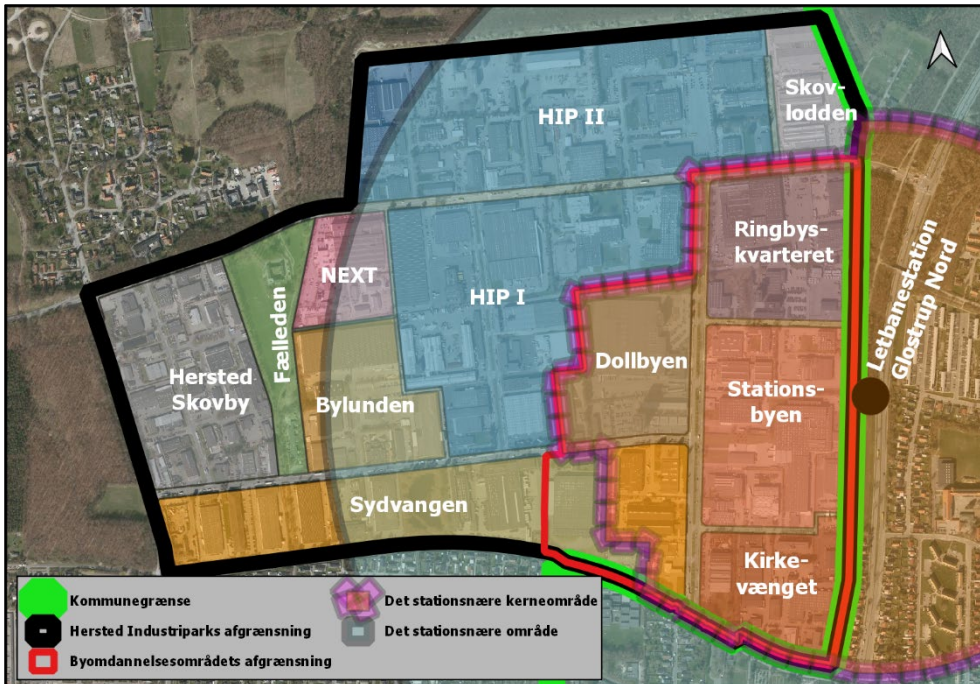 HIP II
Skov-
lodden
Ringbys-
kvarteret
NEXT
HIP I
Fælleden
Letbanestation
Glostrup Nord
Dollbyen
Hersted
Skovby
Bylunden
Stations-
byen
Sydvangen
Kirke-
vænget
Kommunegrænse
Hersted Industriparks afgrænsning
Byomdannelsesområdets afgrænsning
Det stationsnære kerneområde
Det stationsnære område